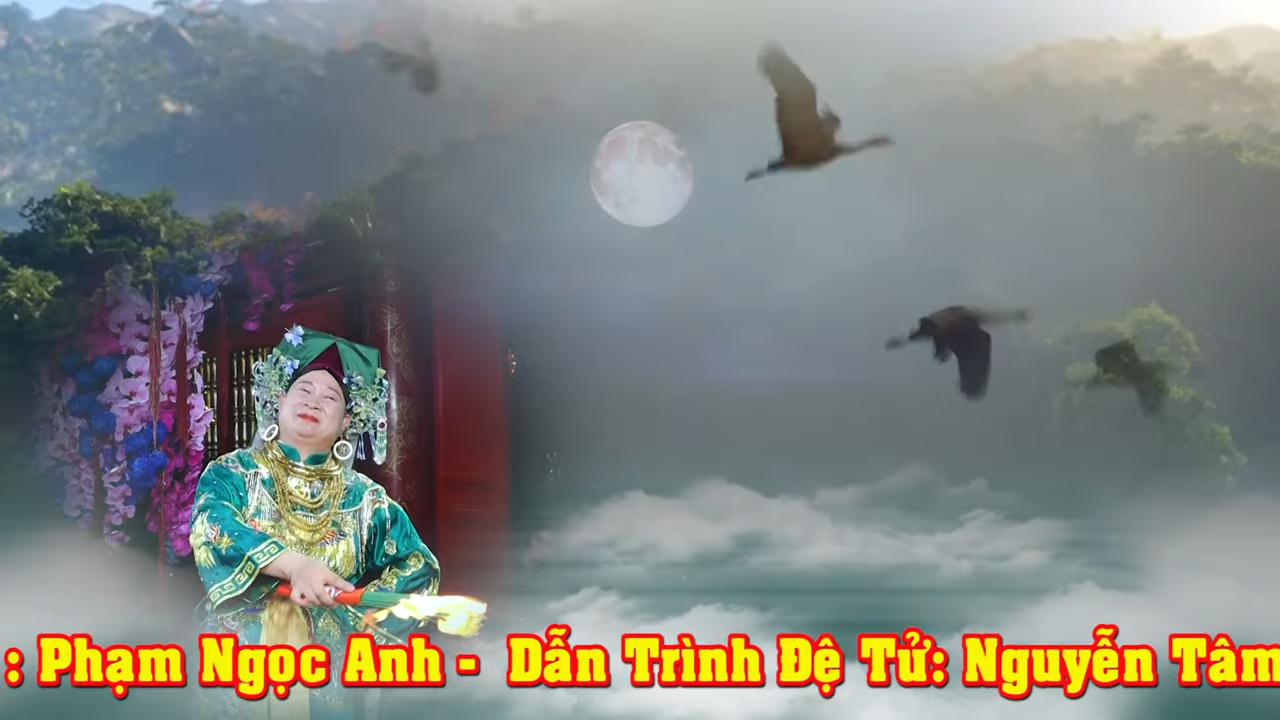 : Phạm Ngọc Anh - Dẫn Trình Đệ Tử: Nguyễn Tâm